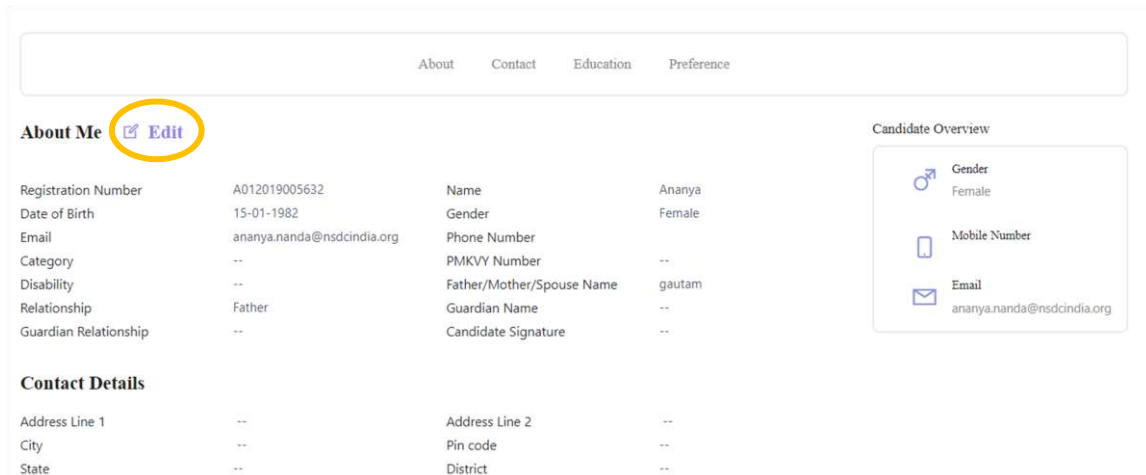 About Contact Education Preference
About Me Edit
Registration Number A012019005632 Name Ananya
Date of Birth 15-01-1982 Gender Female
Email ananya.nanda@nsdcindia.org Phone Number
Category -- PMKVY Number --
Disability -- Father/Mother/Spouse Name gautam
Relationship Father Guardian Name --
Guardian Relationship -- Candidate Signature --
Contact Details
Address Line 1 -- Address Line 2 --
City -- Pin code --
State -- District --
Candidate Overview
Gender
Female
Mobile Number
Email
ananya.nanda@nsdcindia.org